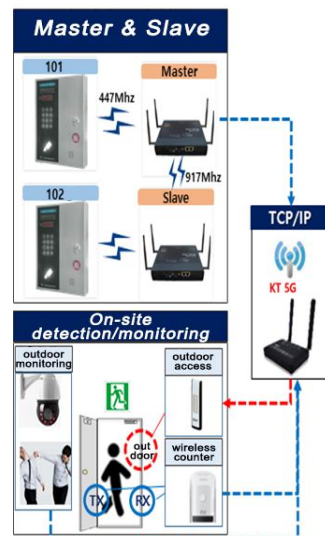 Master & Slave
101
Master
447Mhz
917Mhz
102
Slave
TCP/IP
KT 5G
On-site
detection/monitoring
outdoor
monitoring
outdoor
access
out
door
wireless
counter
TX
RX